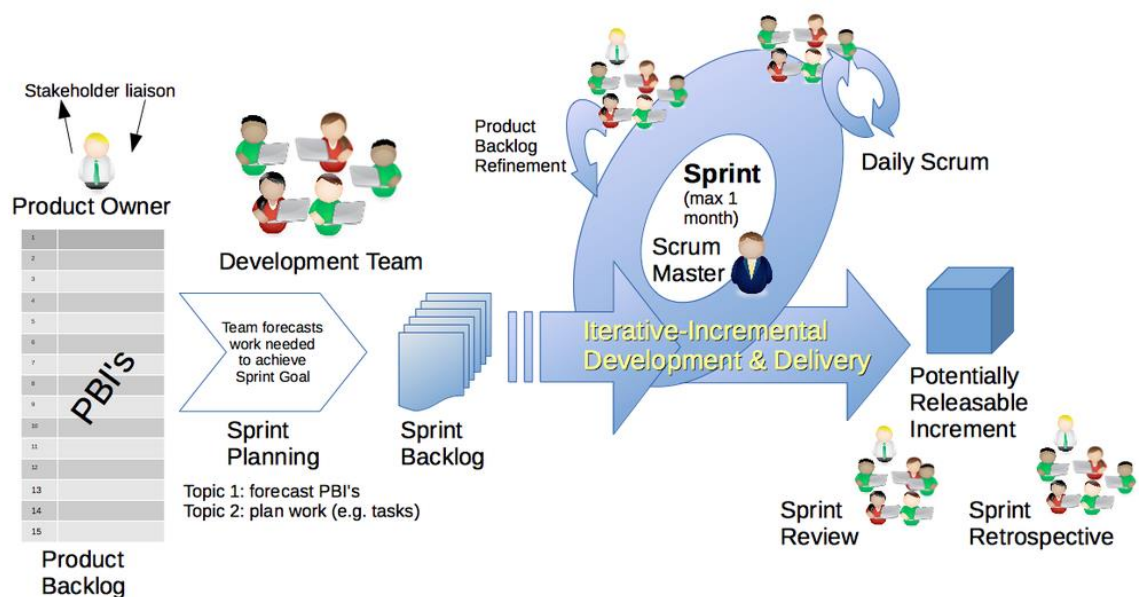 Stakeholder liaison
Product Owner
1
2
3
4
5
6
7
8
9
10
11
12
13
14
15
PBI's
Product
Backlog
Development Team
Team forecasts
work needed
to achieve
Sprint Goal
Sprint
Planning
Topic 1: forecast PBI's
Topic 2: plan work (e.g. tasks)
Sprint
Backlog
Product
Backlog
Refinement
Sprint
(max 1
month)
Scrum
Master
Daily Scrum
Iterative-Incremental
Development & Delivery
Potentially
Releasable
Increment
Sprint
Review
Sprint
Retrospective